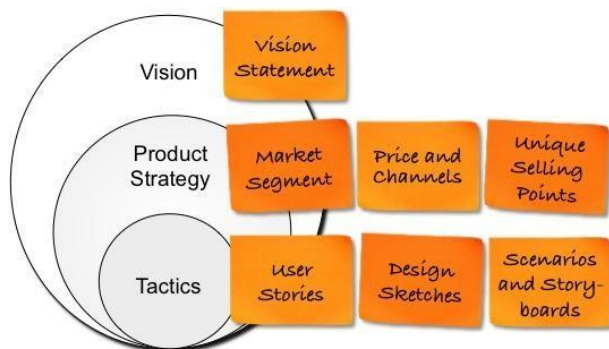 Vision
Vision
Statement
Product
Strategy
Market
Segment
Price and
Channels
Unique
Selling
Points
Tactics
User
Stories
Design
Sketches
Scenarios
and Story-
boards